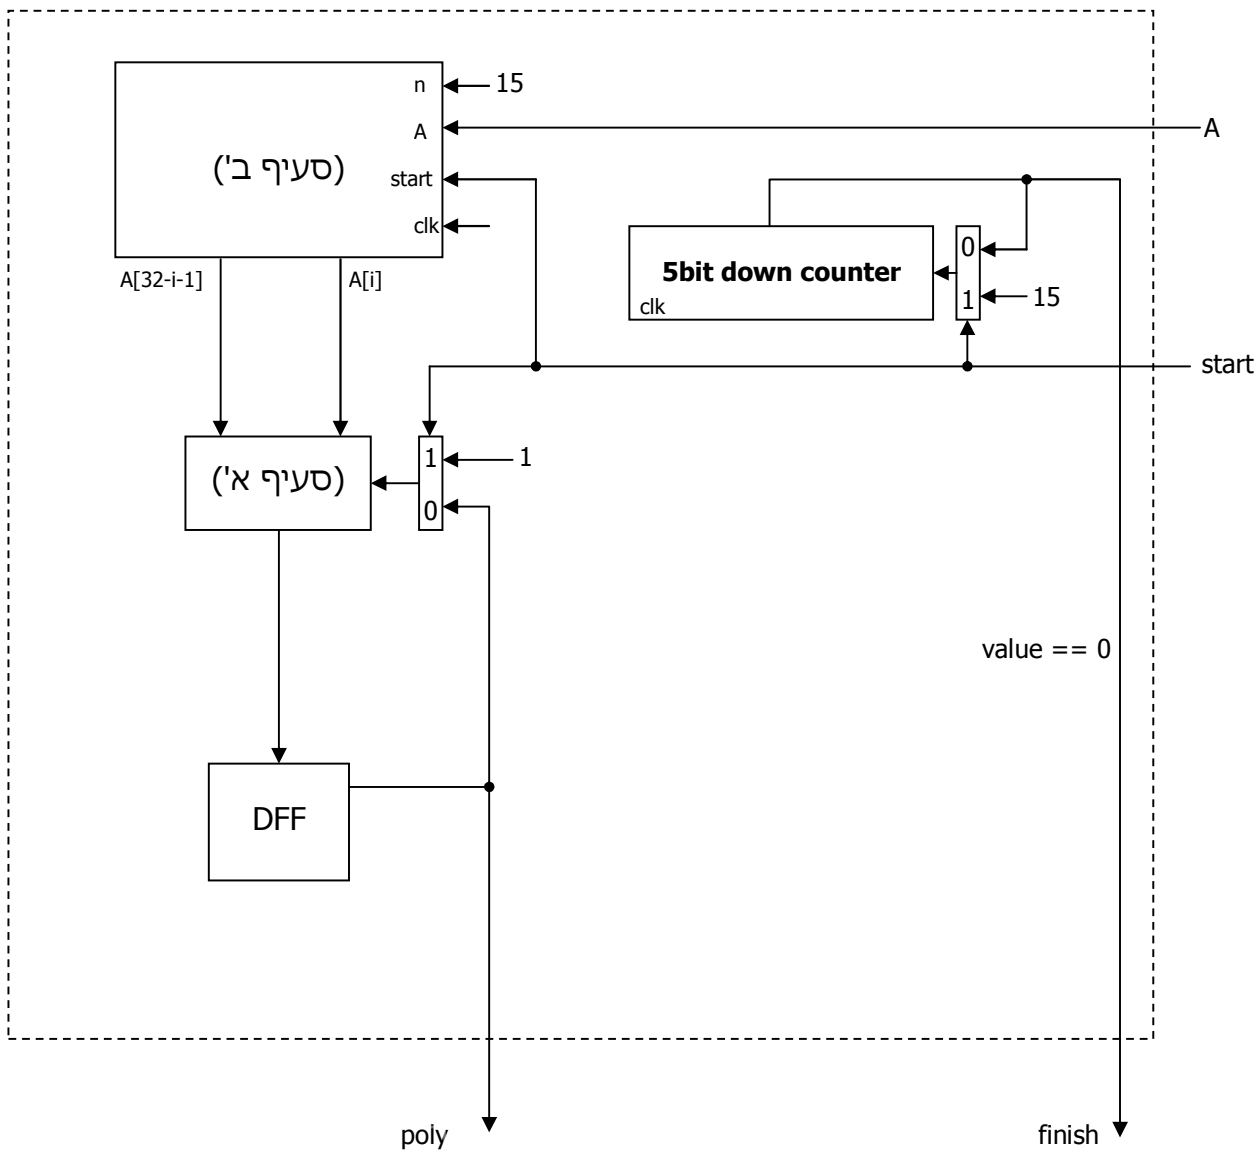 n
15
A
A
(סעיף ב')
start
clk
A[32-i-1]
A[i]
5bit down counter
clk
0
1
15
start
(סעיף א')
1
0
1
value == 0
DFF
poly
finish